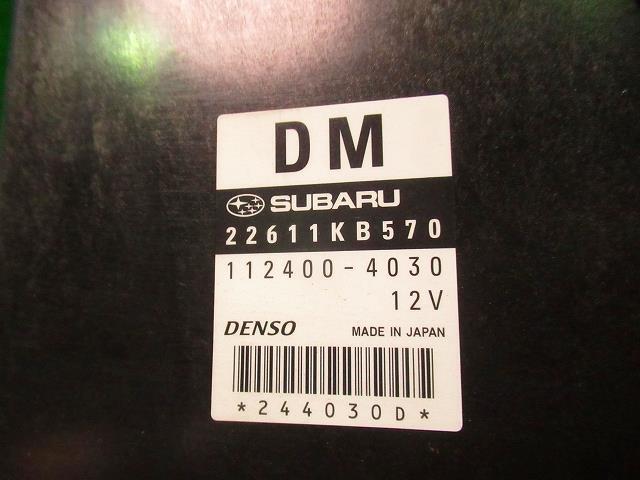 DM
SUBARU
22611KB570
112400-4030
12V
DENSO MADE IN JAPAN
*244030D*